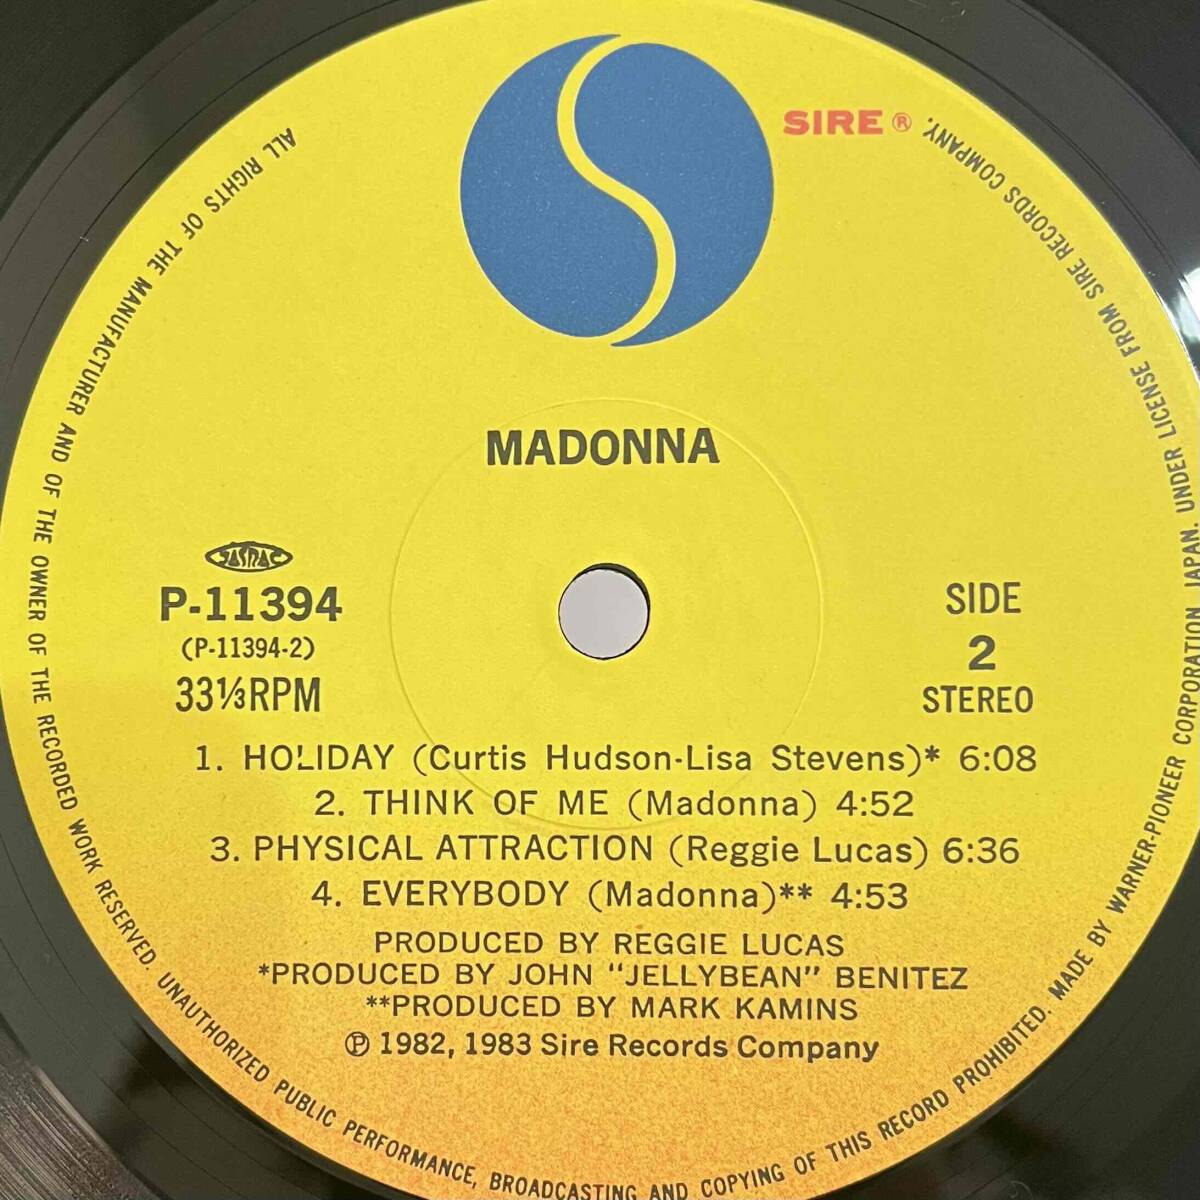 SIRE ®
MADONNA
JASRAC
P-11394
(P-11394-2)
33⅓RPM
SIDE
2
STEREO
1. HOLIDAY (Curtis Hudson-Lisa Stevens)* 6:08
2. THINK OF ME (Madonna) 4:52
3. PHYSICAL ATTRACTION (Reggie Lucas) 6:36
4. EVERYBODY (Madonna)** 4:53
PRODUCED BY REGGIE LUCAS
*PRODUCED BY JOHN "JELLYBEAN" BENITEZ
**PRODUCED BY MARK KAMINS
℗ 1982, 1983 Sire Records Company
ALL RIGHTS OF THE MANUFACTURER AND OF THE OWNER OF THE RECORDED WORK RESERVED. UNAUTHORIZED PUBLIC PERFORMANCE, BROADCASTING AND COPYING OF THIS RECORD PROHIBITED. MADE BY WARNER-PIONEER CORPORATION, JAPAN, UNDER LICENSE FROM SIRE RECORDS COMPANY.